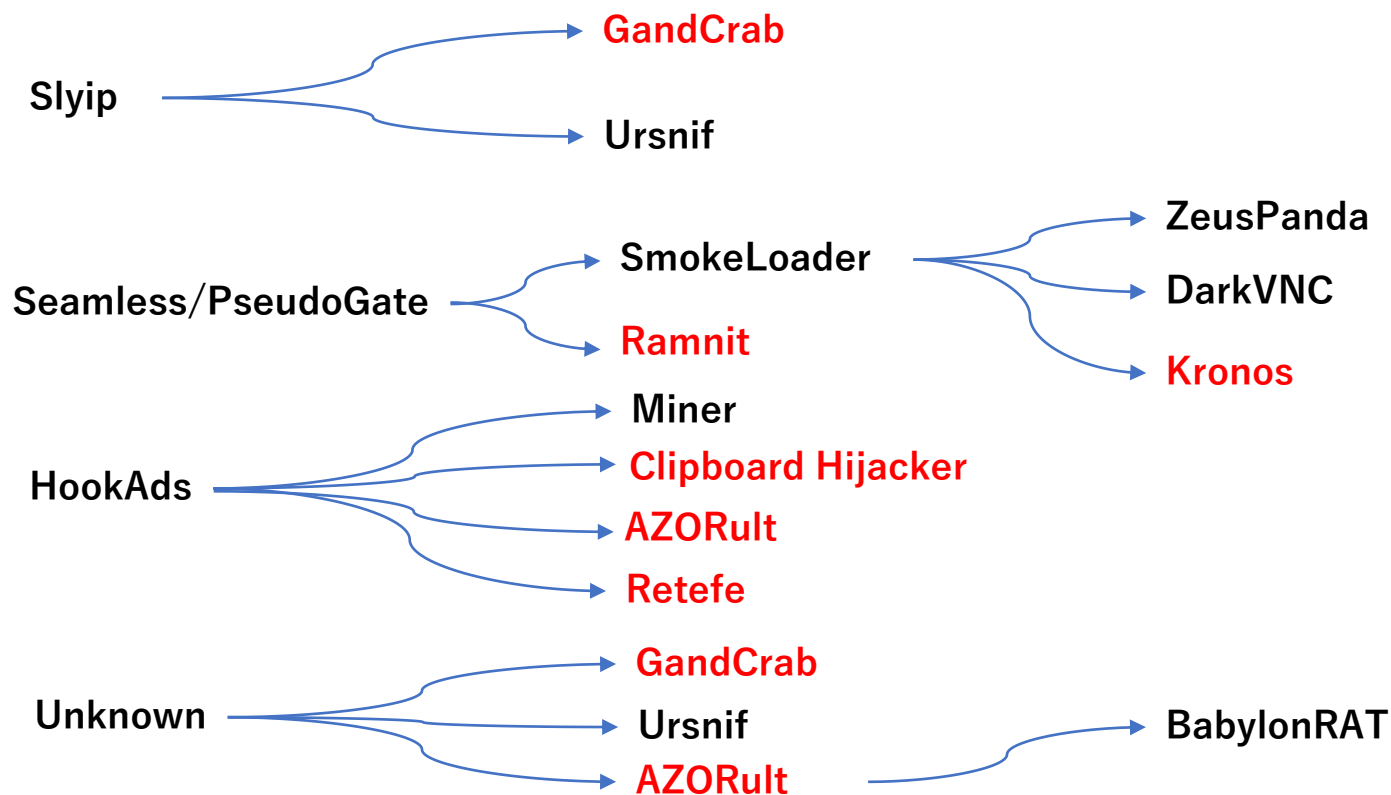 GandCrab
Slyip
Ursnif
ZeusPanda
SmokeLoader
DarkVNC
Seamless/PseudoGate
Ramnit
Kronos
Miner
Clipboard Hijacker
HookAds
AZORult
Retefe
GandCrab
Unknown
Ursnif
BabylonRAT
AZORult